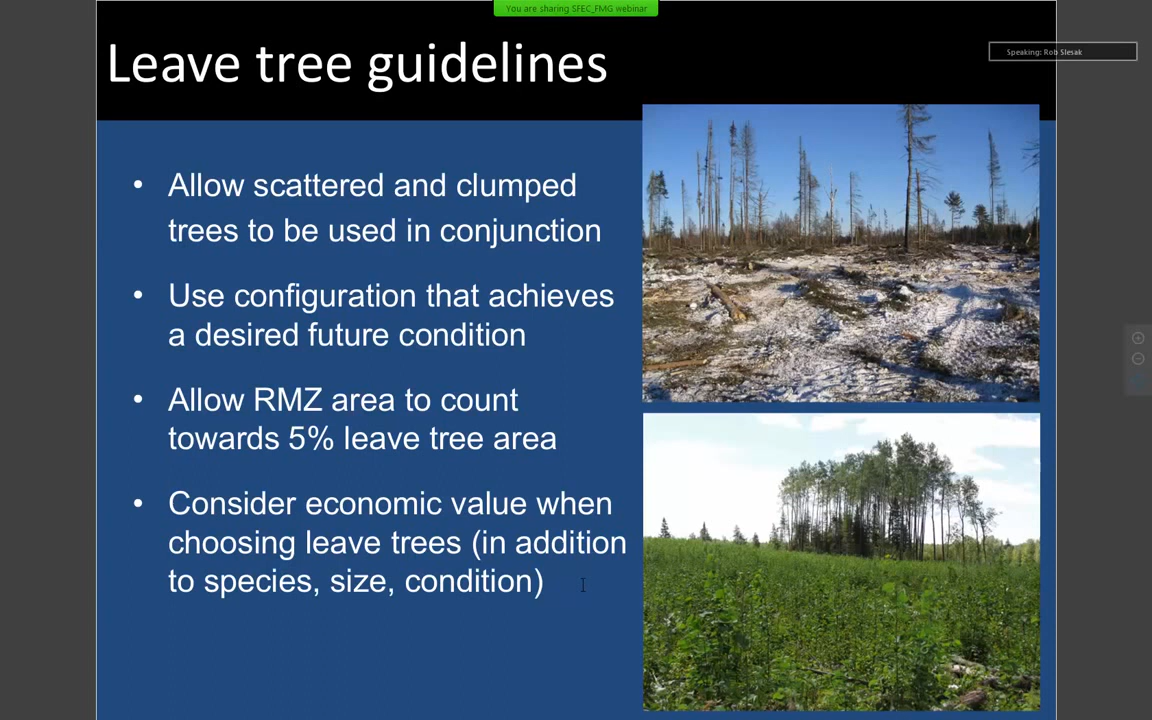 You are sharing SFEC_FMG webinar
Leave tree guidelines
Speaking: Rob Slesak
• Allow scattered and clumped
trees to be used in conjunction
• Use configuration that achieves
a desired future condition
• Allow RMZ area to count
towards 5% leave tree area
• Consider economic value when
choosing leave trees (in addition
to species, size, condition)